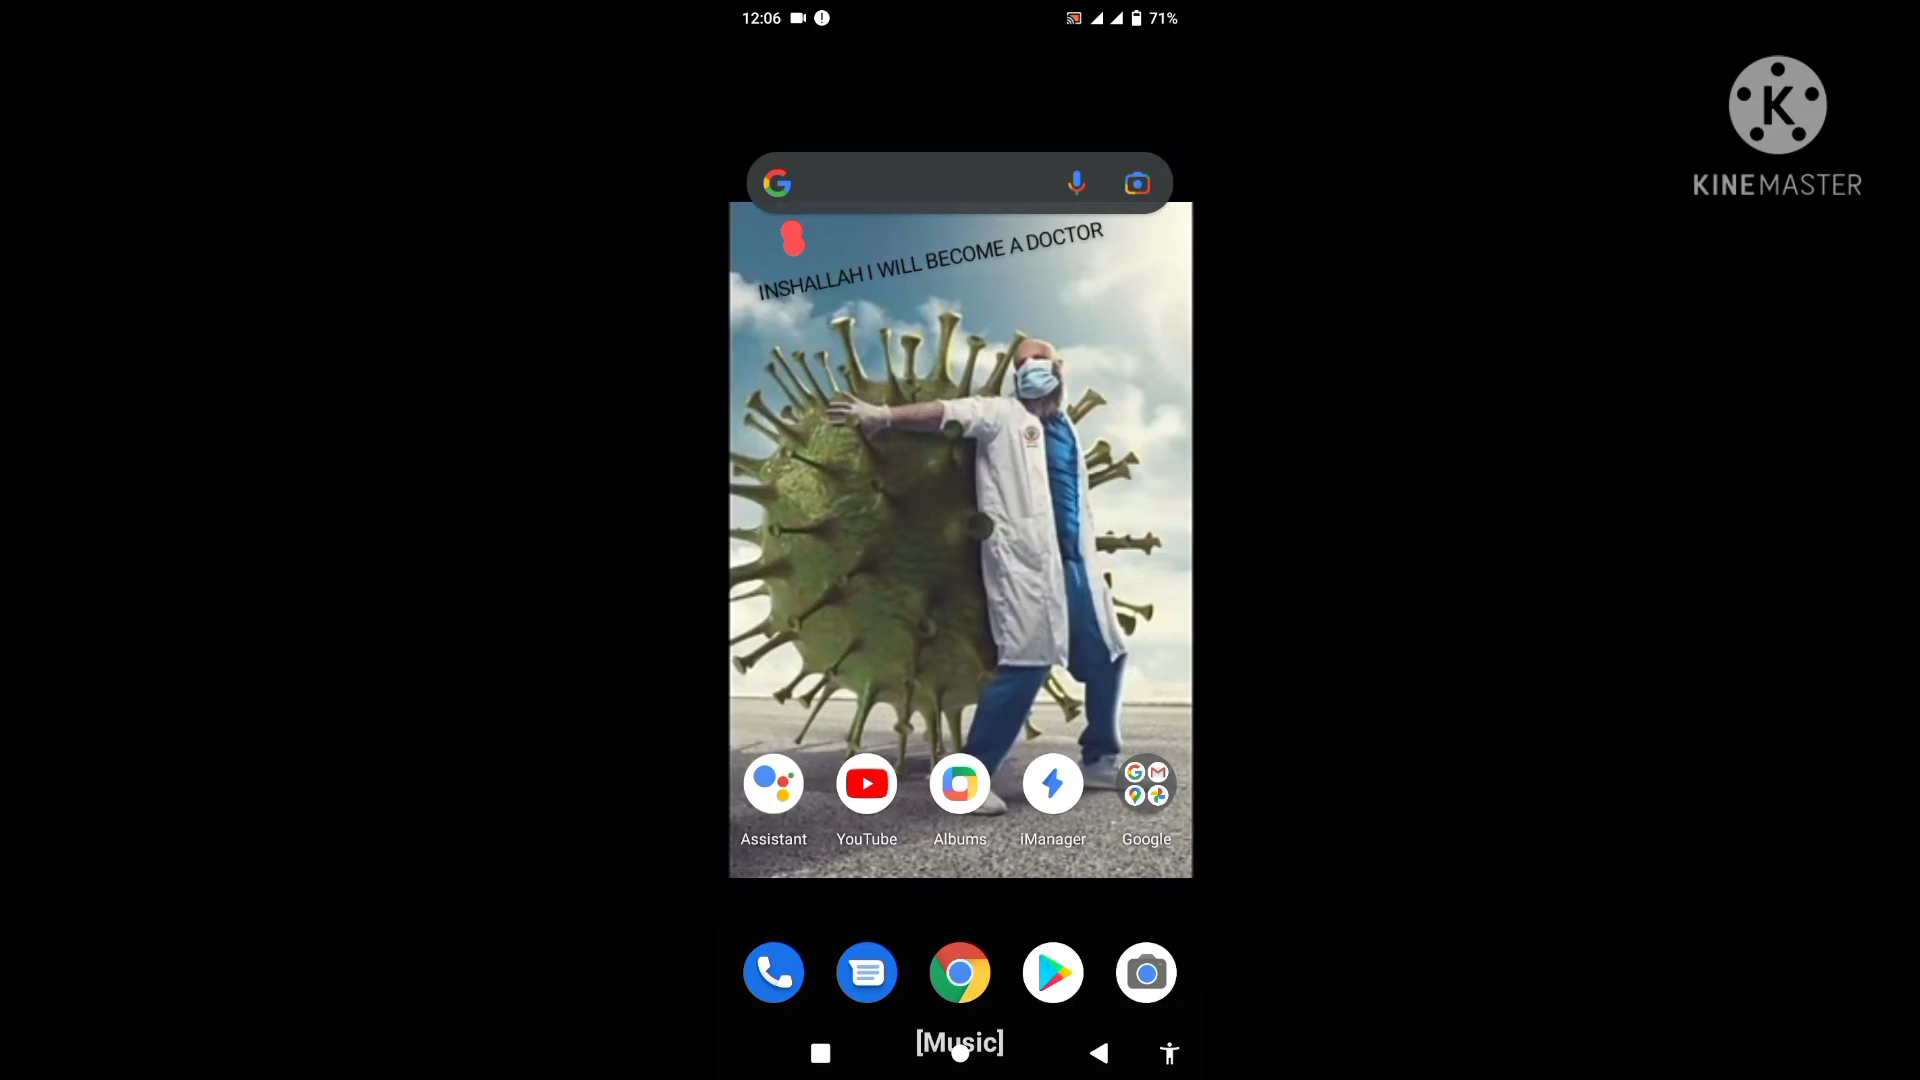 12:06
71%
KINEMASTER
INSHALLAH I WILL BECOME A DOCTOR
Assistant
YouTube
Albums
iManager
Google
[Music]